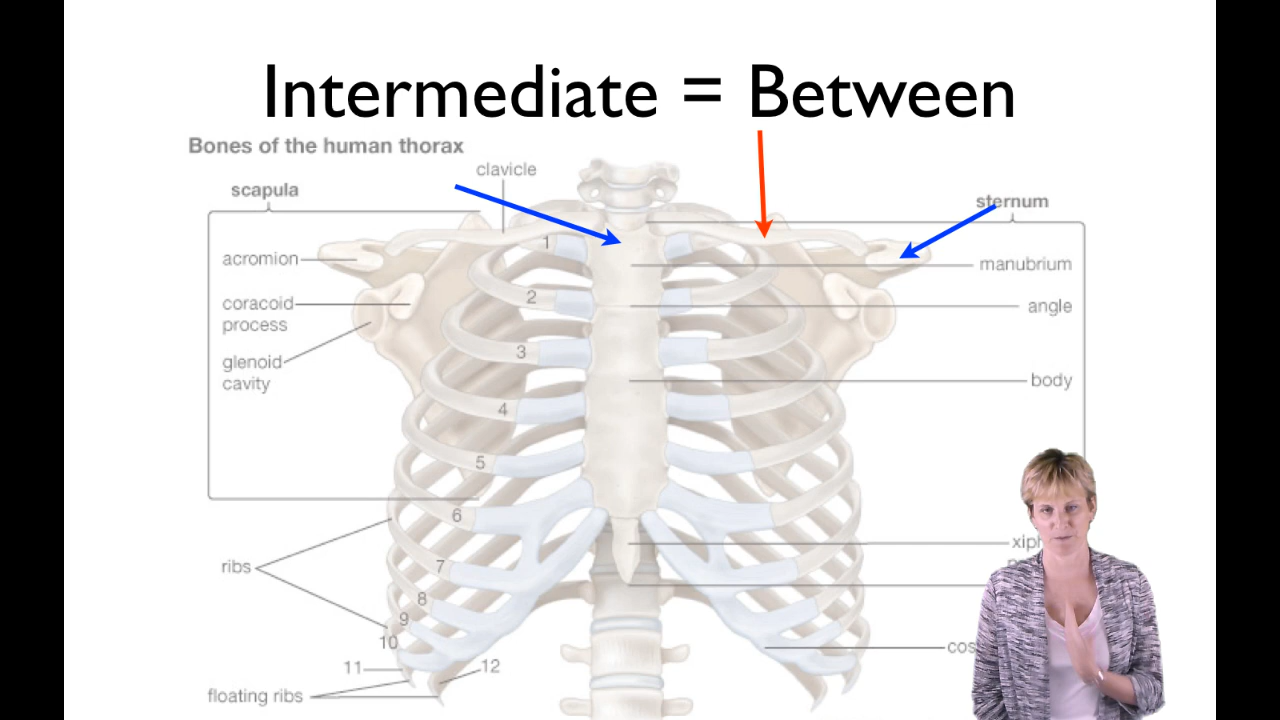 Intermediate = Between
Bones of the human thorax
clavicle
scapula
sternum
1
acromion
manubrium
2
coracoid
process
angle
3
glenoid
cavity
body
4
5
6
ribs
7
8
9
10
11
12
floating ribs